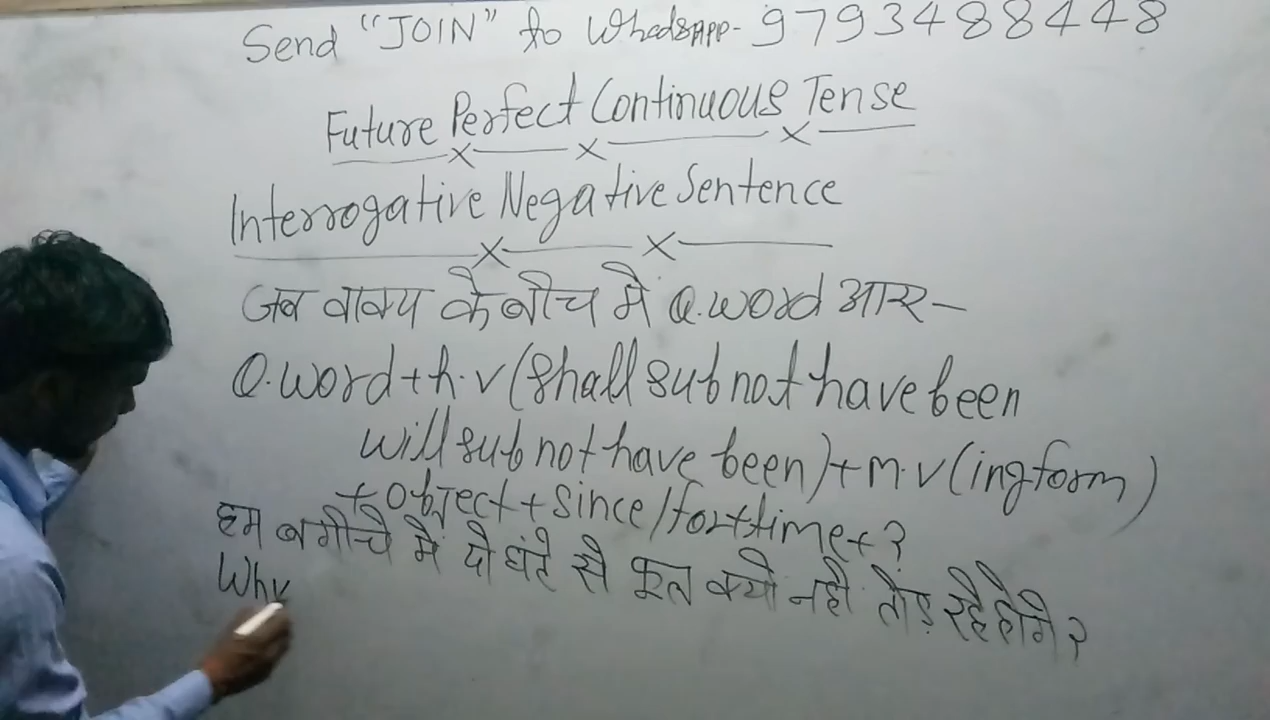 Send "JOIN" to Whatsapp-9793488448
Future Perfect Continuous Tense
Interrogative Negative Sentence
जब वाक्य के बीच में Q.word आए-
Q.word+h.v(Shall sub not have been
will sub not have been)+m.v(ing form)
+object+since/for+time+?
हम बगीचे में दो घंटे से फूल क्यों नहीं तोड़ रहे होंगे?
Why